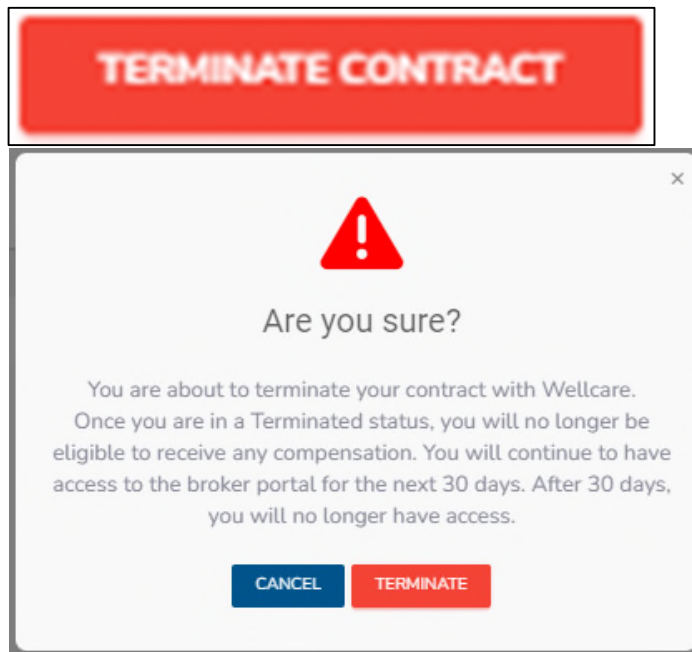 TERMINATE CONTRACT
×
Are you sure?
You are about to terminate your contract with Wellcare.
Once you are in a Terminated status, you will no longer be
eligible to receive any compensation. You will continue to have
access to the broker portal for the next 30 days. After 30 days,
you will no longer have access.
CANCEL TERMINATE